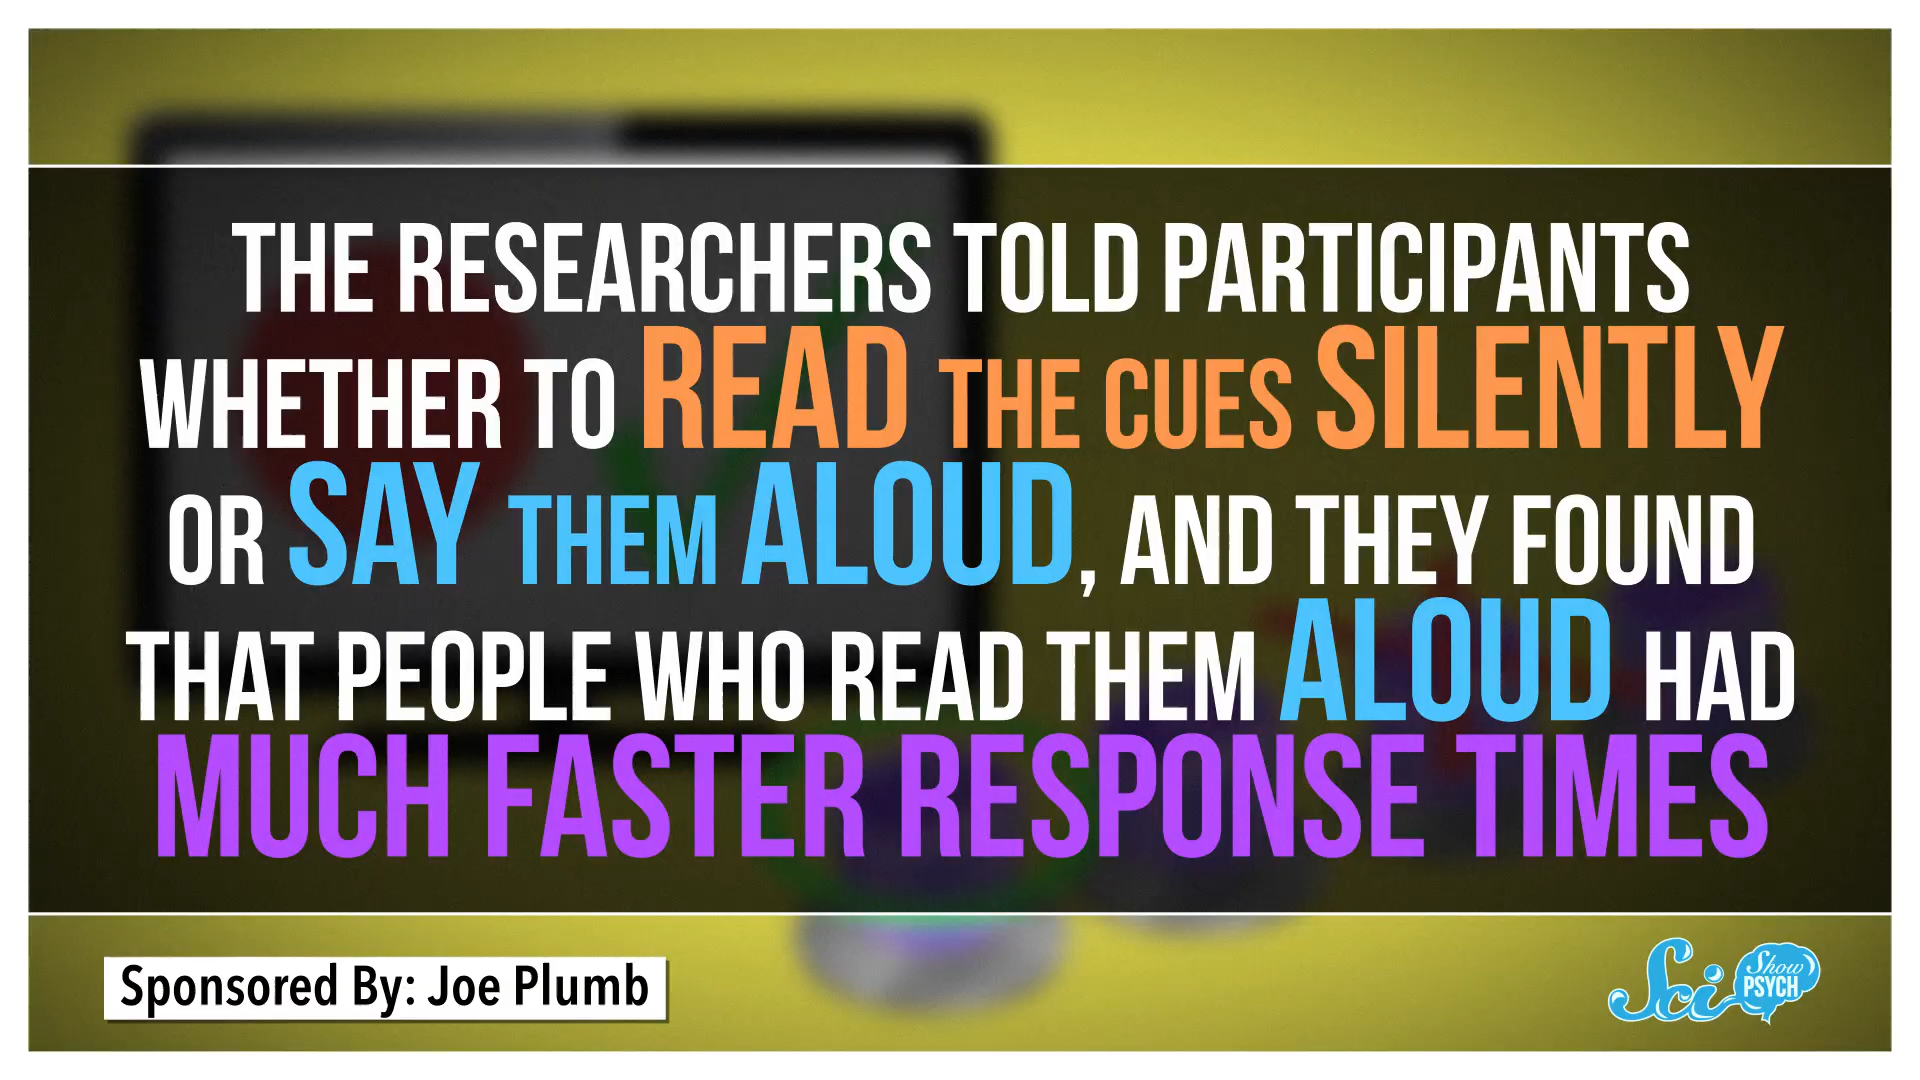 THE RESEARCHERS TOLD PARTICIPANTS
WHETHER TO READ THE CUES SILENTLY
OR SAY THEM ALOUD, AND THEY FOUND
THAT PEOPLE WHO READ THEM ALOUD HAD
MUCH FASTER RESPONSE TIMES
Sponsored By: Joe Plumb
Sci Show
PSYCH